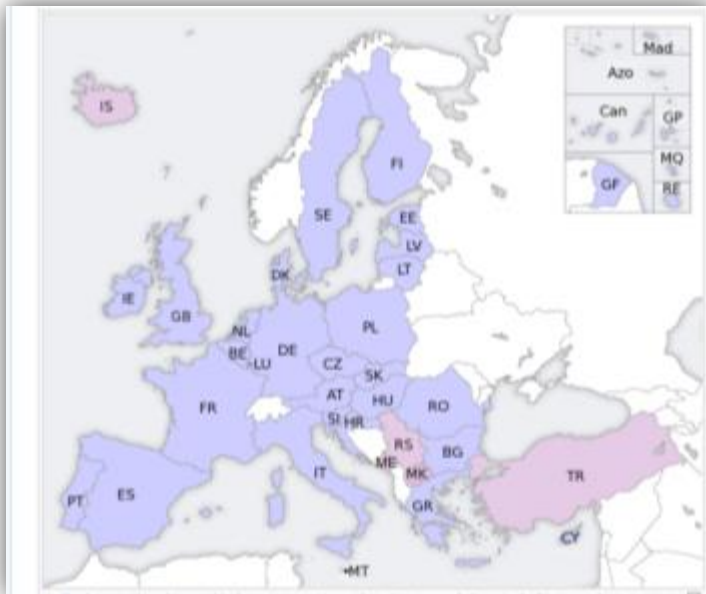 Mad
Azo
Can
GP
MQ
GF
RE
IS
FI
SE
EE
LV
LT
DK
IE
GB
NL
BE
LU
DE
PL
CZ
SK
AT
HU
FR
SI
HR
RO
RS
BG
ME
MK
IT
PT
ES
GR
TR
CY
MT